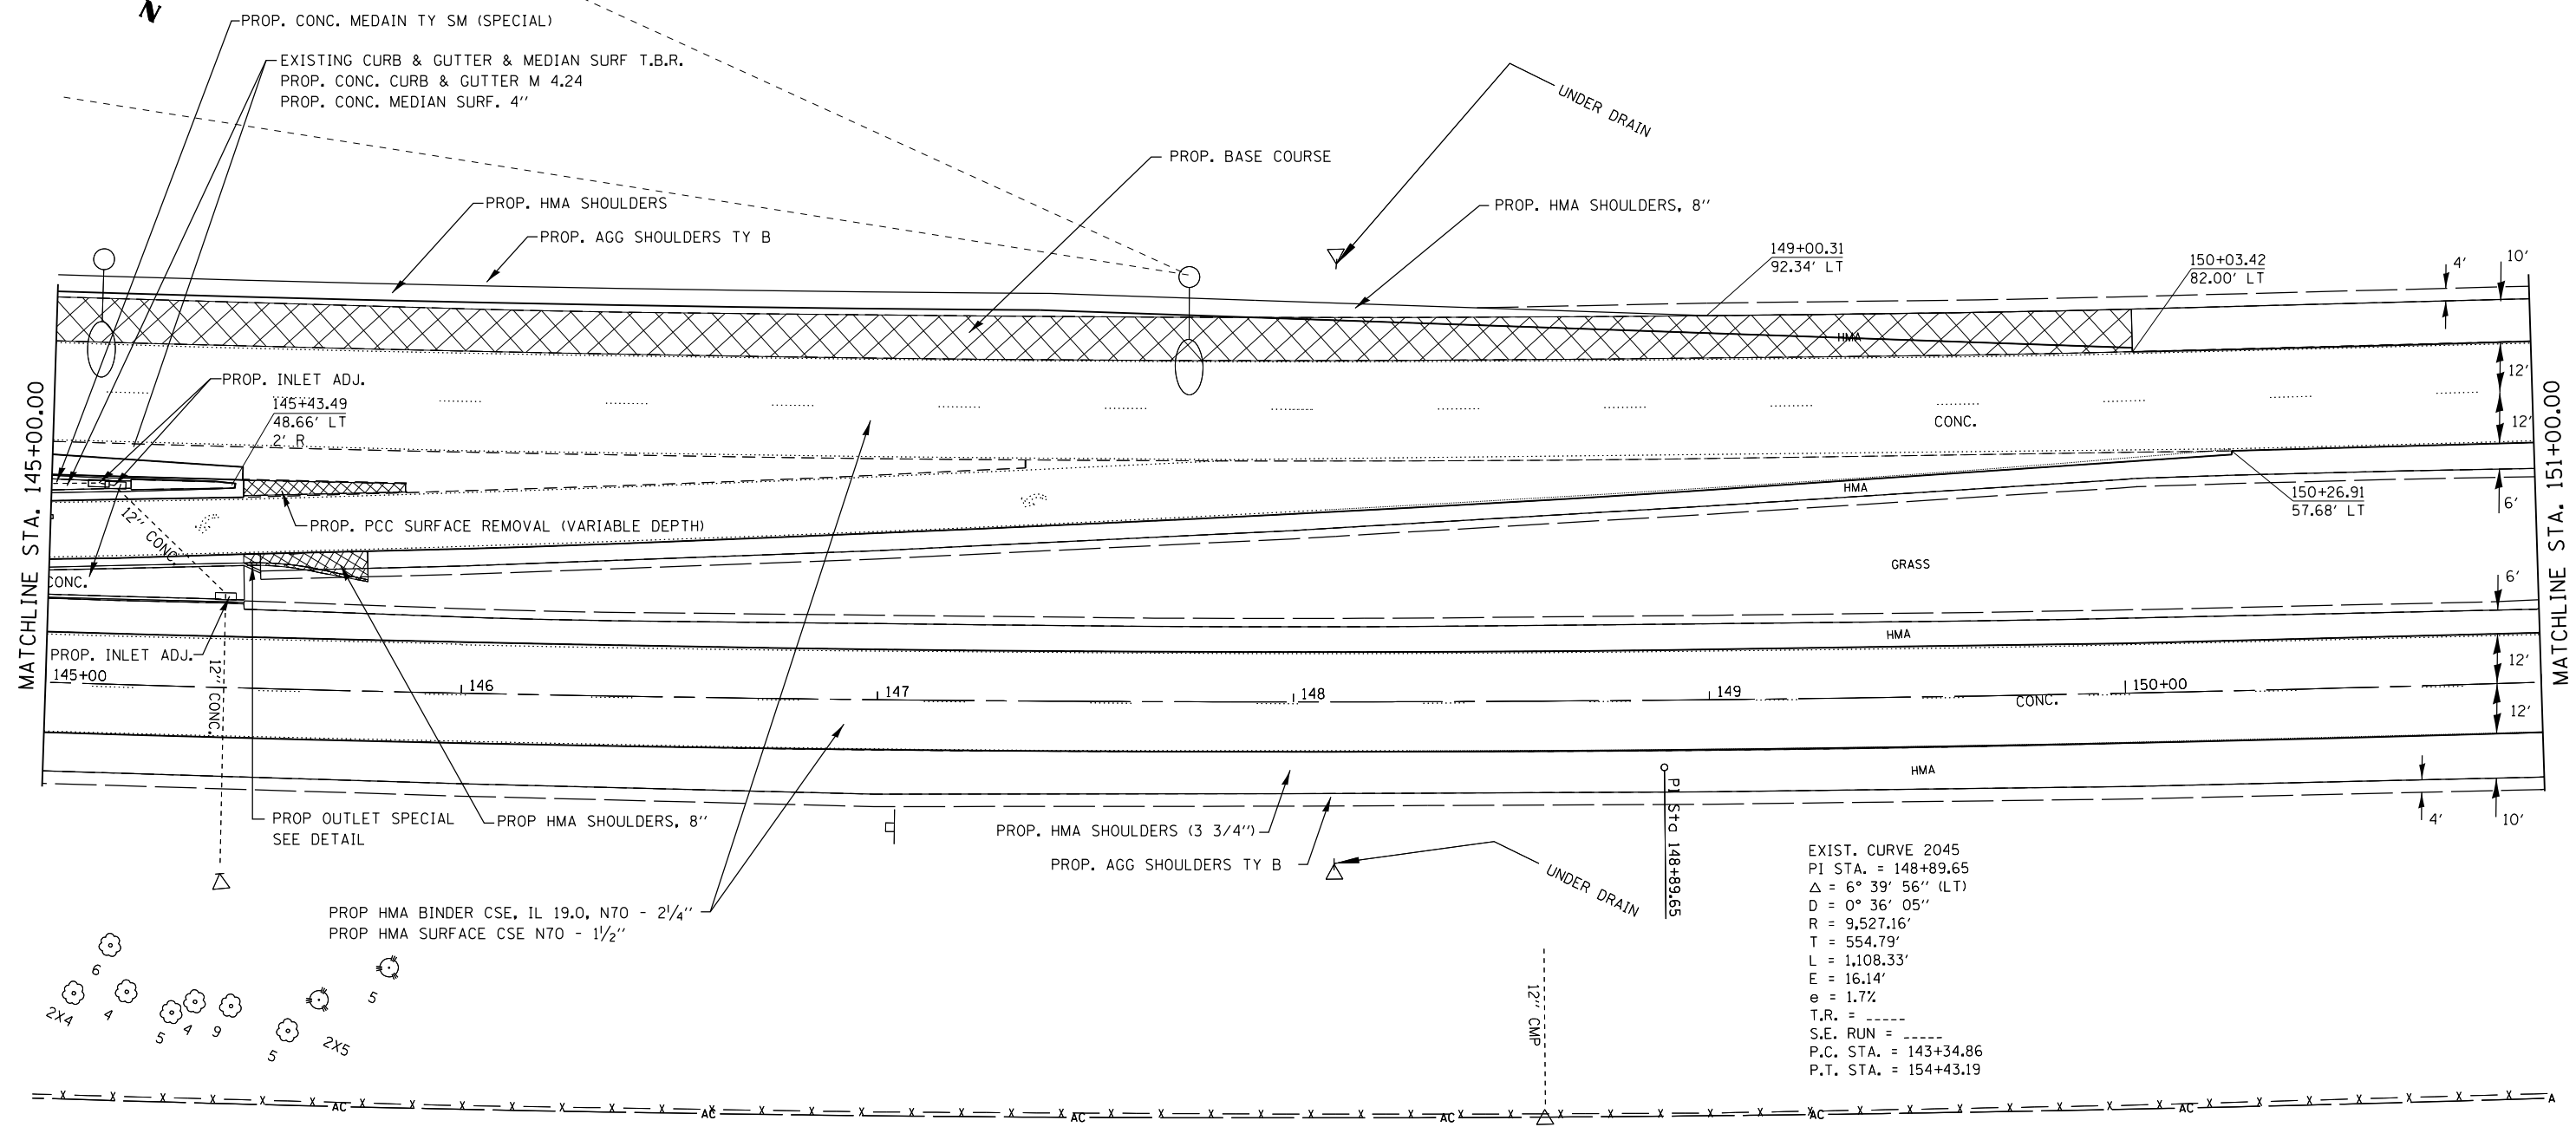 N
PROP. CONC. MEDAIN TY SM (SPECIAL)
EXISTING CURB & GUTTER & MEDIAN SURF T.B.R.
PROP. CONC. CURB & GUTTER M 4.24
PROP. CONC. MEDIAN SURF. 4''
UNDER DRAIN
PROP. BASE COURSE
PROP. HMA SHOULDERS
PROP. HMA SHOULDERS, 8''
PROP. AGG SHOULDERS TY B
149+00.31
92.34' LT
150+03.42
82.00' LT
4'
10'
HMA
PROP. INLET ADJ.
145+43.49
48.66' LT
2' R
12'
12'
CONC.
MATCHLINE STA. 145+00.00
MATCHLINE STA. 151+00.00
HMA
150+26.91
57.68' LT
6'
12'' CONC.
PROP. PCC SURFACE REMOVAL (VARIABLE DEPTH)
GRASS
CONC.
6'
HMA
PROP. INLET ADJ.
12'' CONC.
145+00
146
147
148
149
150+00
CONC.
12'
12'
HMA
PI Sta 148+89.65
PROP OUTLET SPECIAL
SEE DETAIL
PROP HMA SHOULDERS, 8''
PROP. HMA SHOULDERS (3 3/4'')
PROP. AGG SHOULDERS TY B
4'
10'
UNDER DRAIN
PROP HMA BINDER CSE, IL 19.0, N70 - 2 1/4''
PROP HMA SURFACE CSE N70 - 1 1/2''
EXIST. CURVE 2045
PI STA. = 148+89.65
Δ = 6° 39' 56'' (LT)
D = 0° 36' 05''
R = 9,527.16'
T = 554.79'
L = 1,108.33'
E = 16.14'
e = 1.7%
T.R. = _____
S.E. RUN = _____
P.C. STA. = 143+34.86
P.T. STA. = 154+43.19
12'' CMP
6
2X4
4
5
4
9
5
2X5
5
AC
AC
AC
AC
AC
AC
A